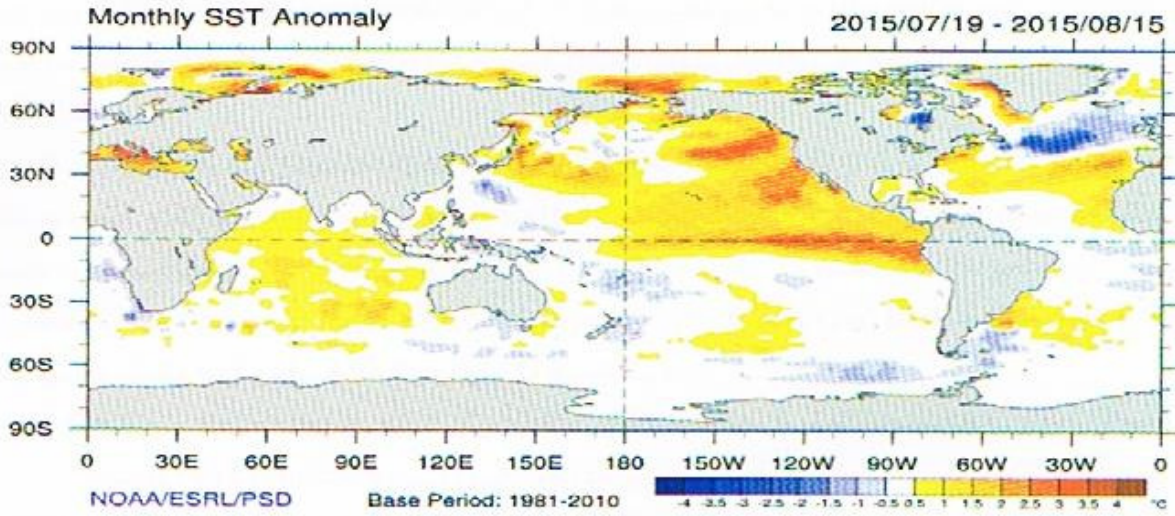 Monthly SST Anomaly 2015/07/19 - 2015/08/15
90N
60N
30N
0
30S
60S
90S
0 30E 60E 90E 120E 150E 180 150W 120W 90W 60W 30W 0
NOAA/ESRL/PSD Base Period: 1981-2010
-4 -3.5 -3 -2.5 -2 -1.5 -1 -0.5 0.5 1 1.5 2 2.5 3 3.5 4 °C